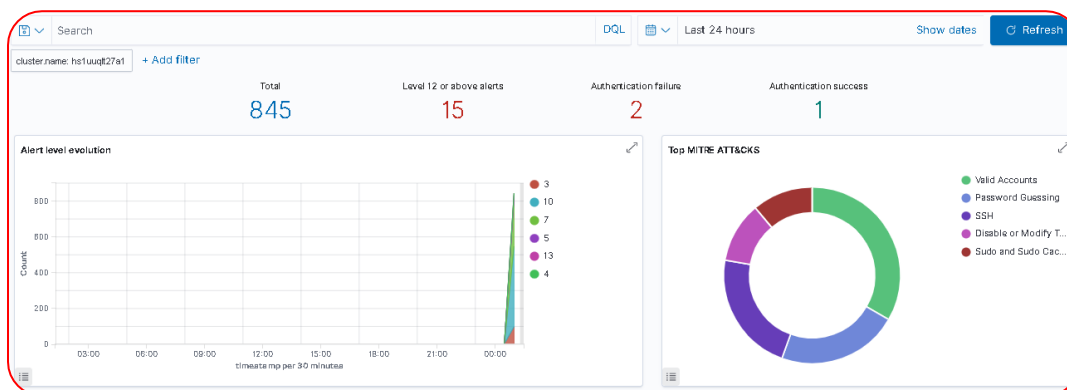 Search DQL Last 24 hours Show dates Refresh
cluster.name: hs1uuqlt27a1 + Add filter
Total Level 12 or above alerts Authentication failure Authentication success
845 15 2 1
Alert level evolution
800
600
400
200
0
Count
03:00 06:00 09:00 12:00 15:00 18:00 21:00 00:00
timestamp per 30 minutes
3
10
7
5
13
4
Top MITRE ATT&CKS
Valid Accounts
Password Guessing
SSH
Disable or Modify T...
Sudo and Sudo Cac...